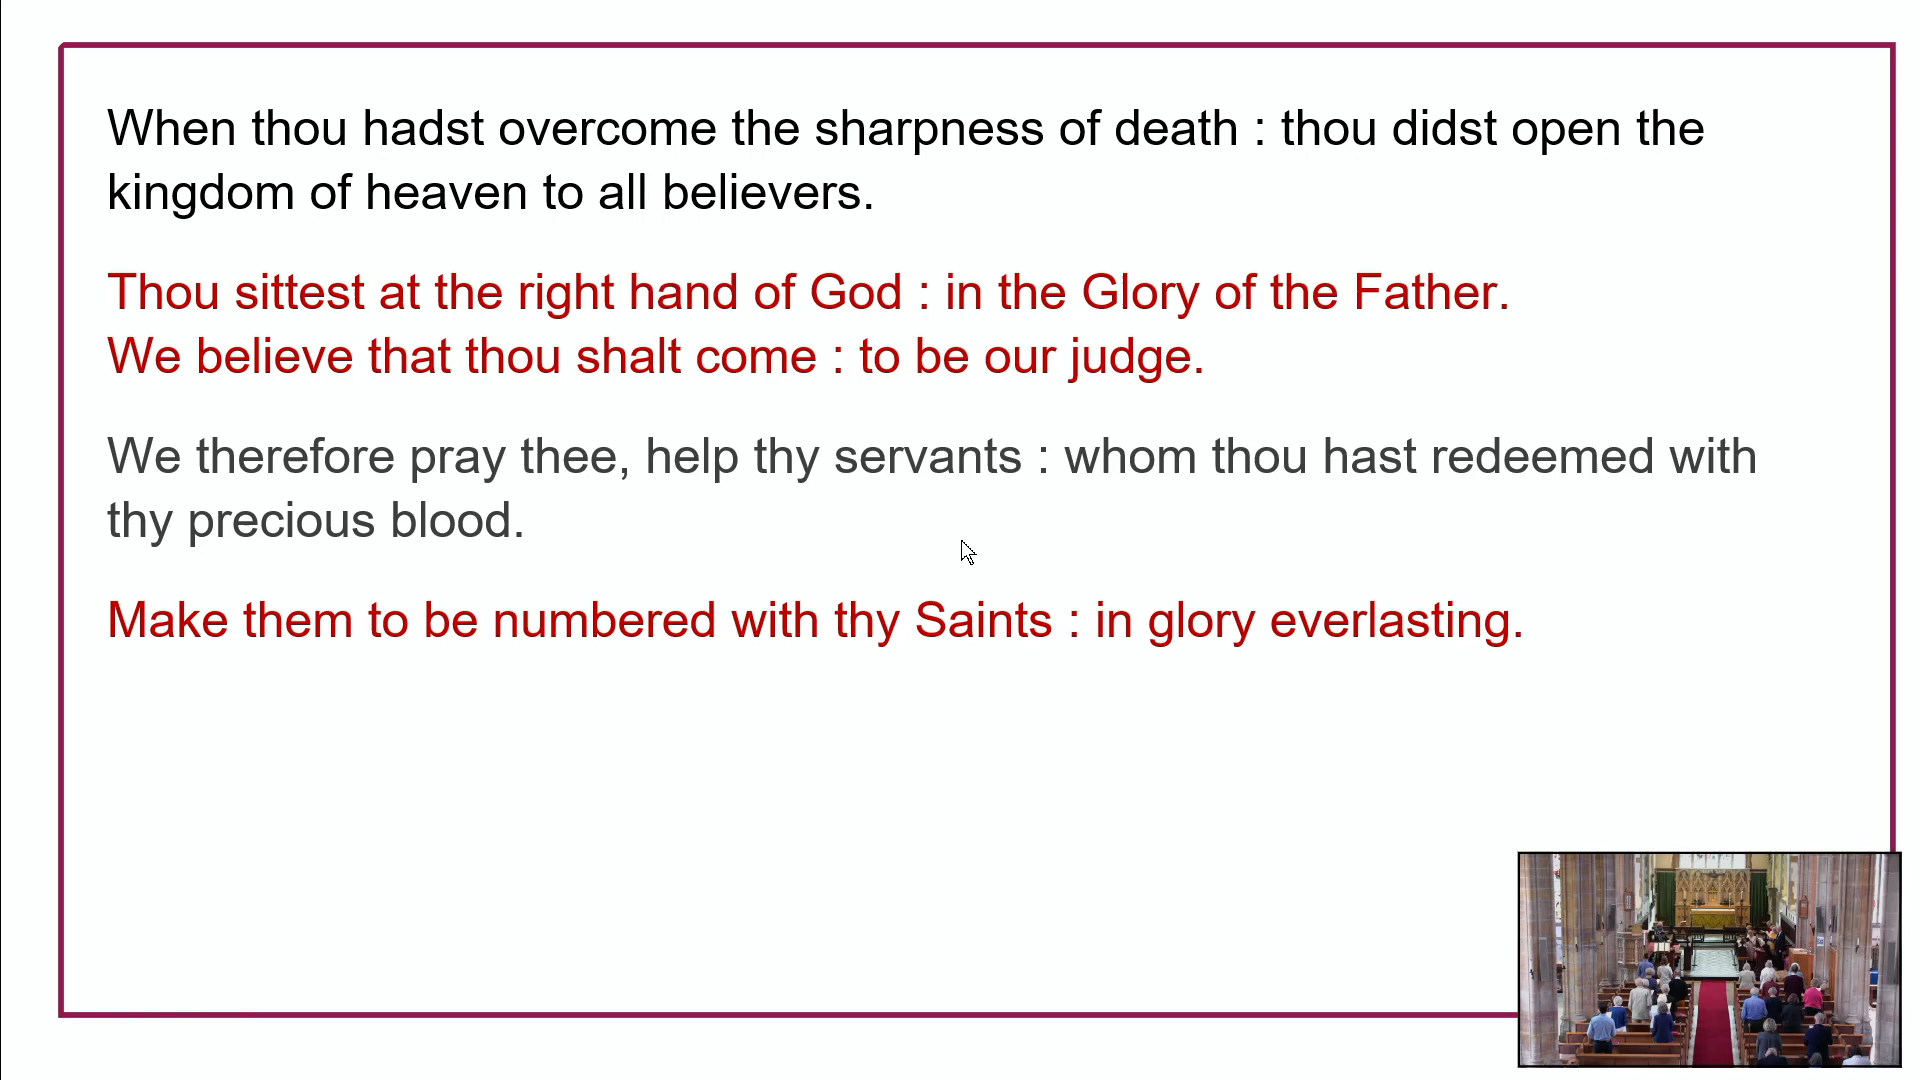 When thou hadst overcome the sharpness of death : thou didst open the
kingdom of heaven to all believers.
Thou sittest at the right hand of God : in the Glory of the Father.
We believe that thou shalt come : to be our judge.
We therefore pray thee, help thy servants : whom thou hast redeemed with
thy precious blood.
Make them to be numbered with thy Saints : in glory everlasting.